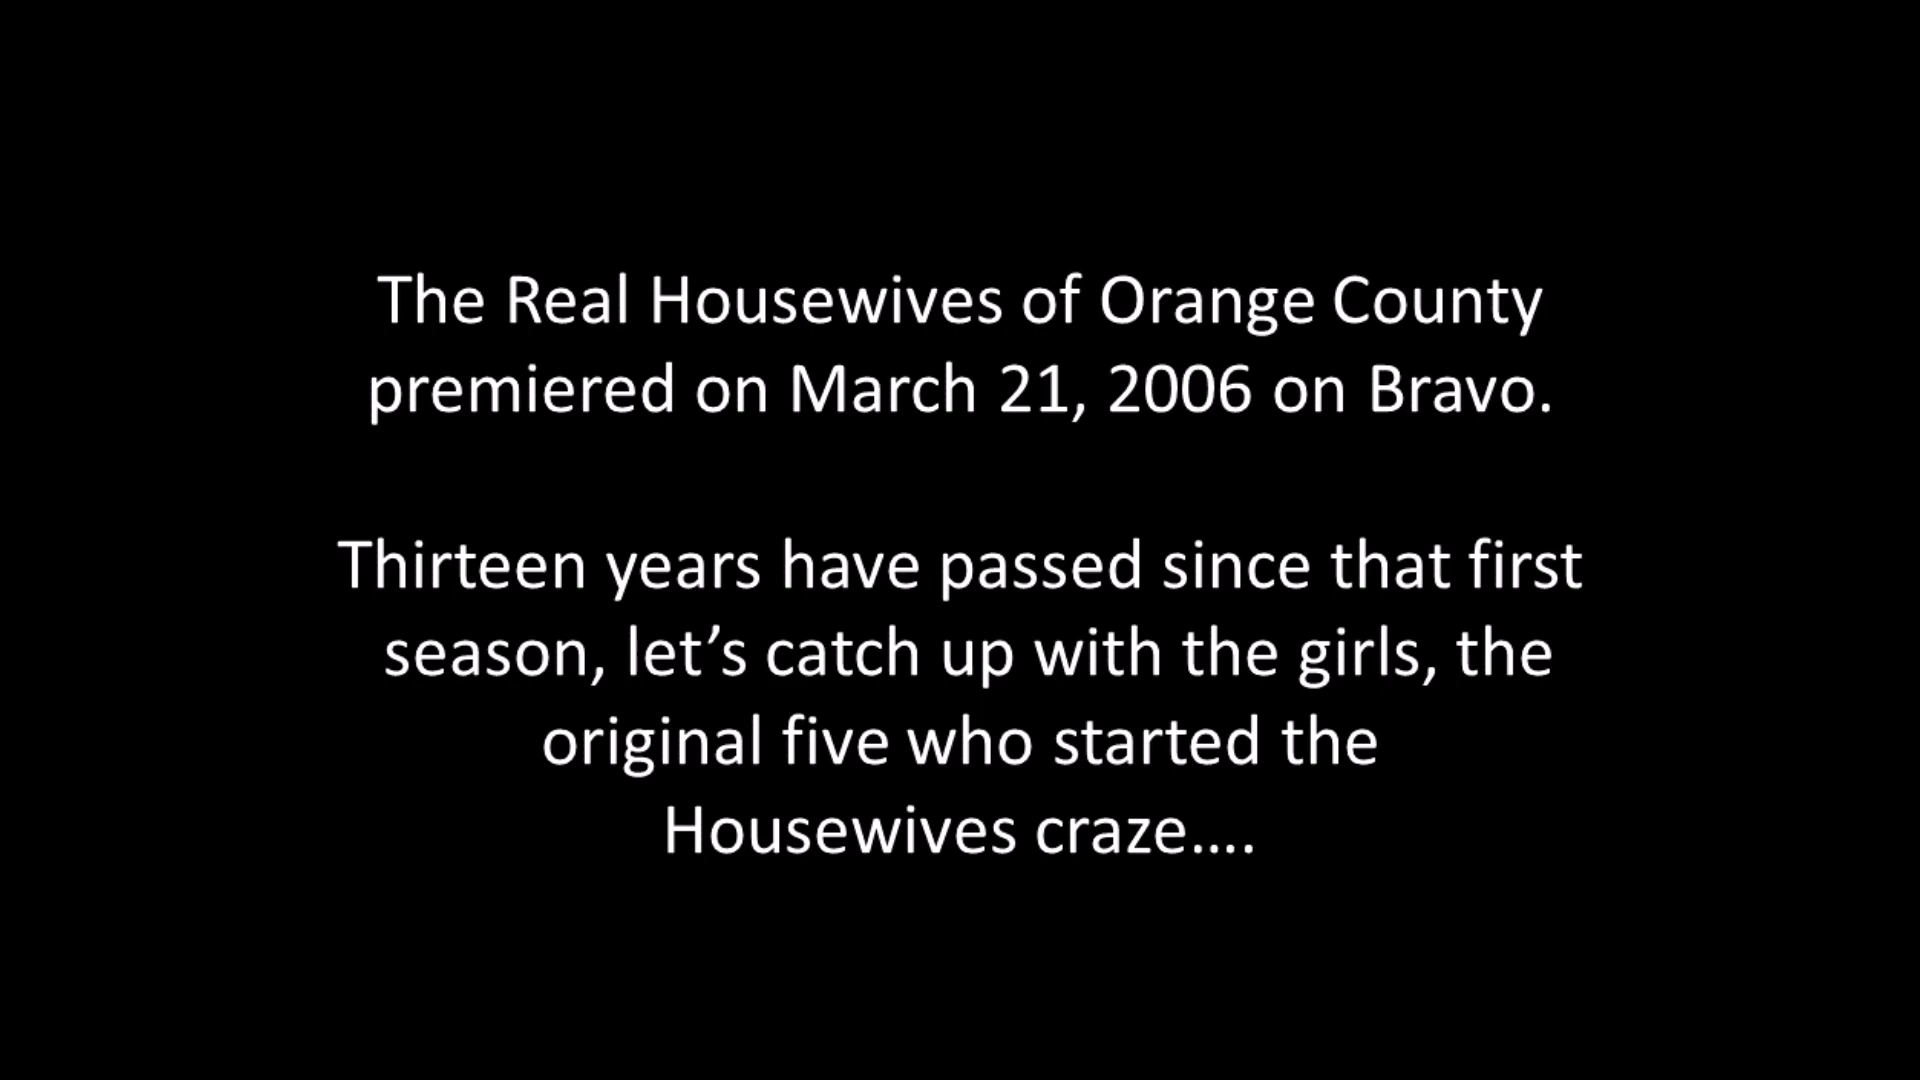 The Real Housewives of Orange County
premiered on March 21, 2006 on Bravo.
Thirteen years have passed since that first
season, let’s catch up with the girls, the
original five who started the
Housewives craze….